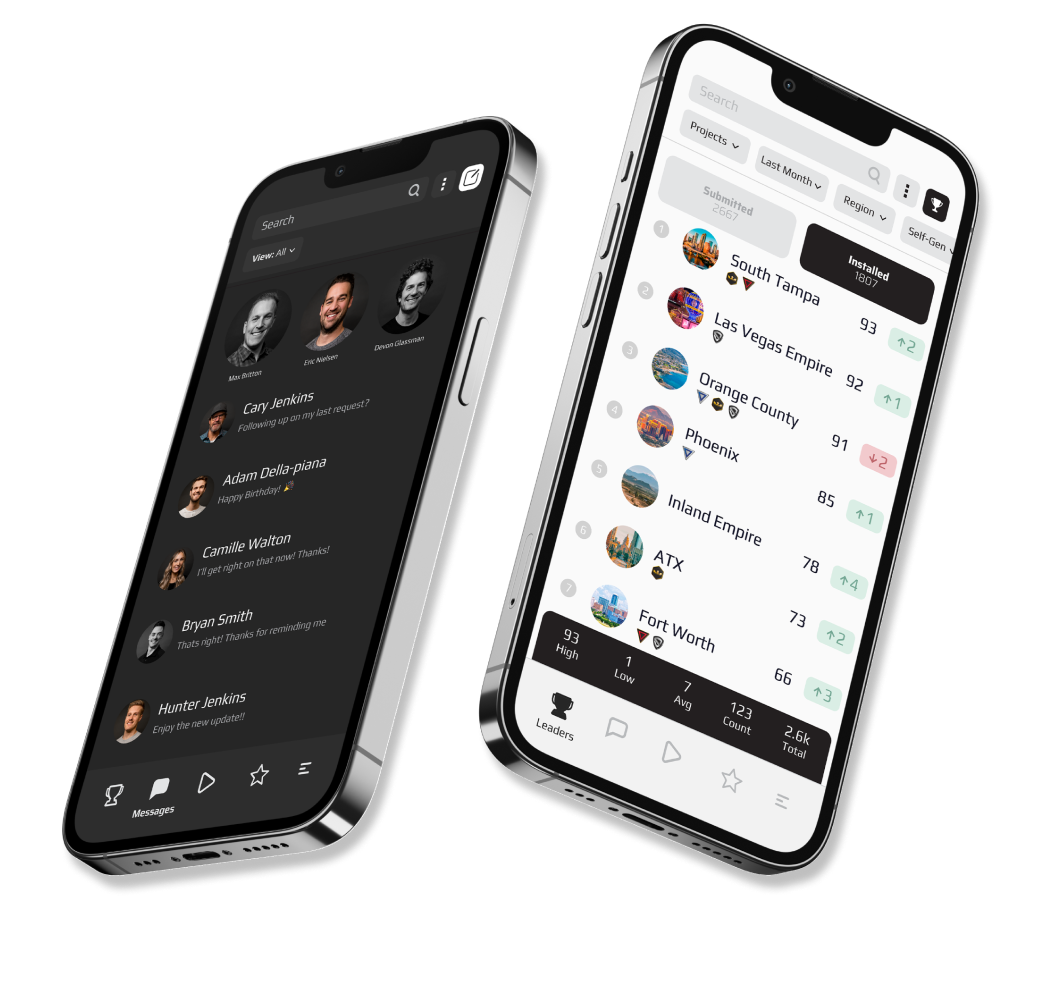 Search
View: All
Max Britton
Eric Nielsen
Devon Glassman
Cary Jenkins
Following up on my last request?
Adam Della-piana
Happy Birthday! 🎉
Camille Walton
I'll get right on that now! Thanks!
Bryan Smith
Thats right! Thanks for reminding me
Hunter Jenkins
Enjoy the new update!!
Messages
Search
Projects
Last Month
Region
Self-Gen
Submitted
2667
Installed
1807
1
South Tampa
93
↑2
2
Las Vegas Empire
92
↑1
3
Orange County
91
↓2
4
Phoenix
85
↑1
5
Inland Empire
78
↑4
6
ATX
73
↑2
7
Fort Worth
66
↑3
93
High
1
Low
7
Avg
123
Count
2.6k
Total
Leaders